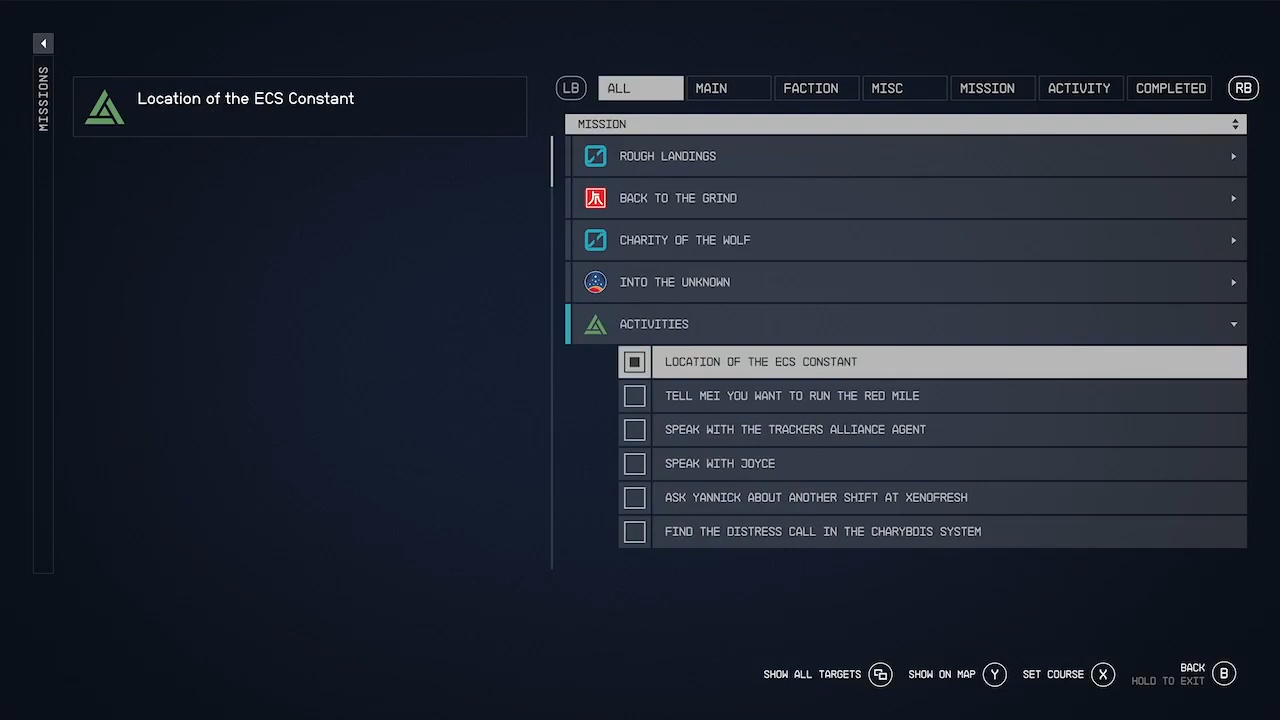 MISSIONS
Location of the ECS Constant
LB
ALL
MAIN
FACTION
MISC
MISSION
ACTIVITY
COMPLETED
RB
MISSION
ROUGH LANDINGS
BACK TO THE GRIND
CHARITY OF THE WOLF
INTO THE UNKNOWN
ACTIVITIES
LOCATION OF THE ECS CONSTANT
TELL MEI YOU WANT TO RUN THE RED MILE
SPEAK WITH THE TRACKERS ALLIANCE AGENT
SPEAK WITH JOYCE
ASK YANNICK ABOUT ANOTHER SHIFT AT XENOFRESH
FIND THE DISTRESS CALL IN THE CHARYBDIS SYSTEM
SHOW ALL TARGETS
SHOW ON MAP Y
SET COURSE X
BACK B
HOLD TO EXIT